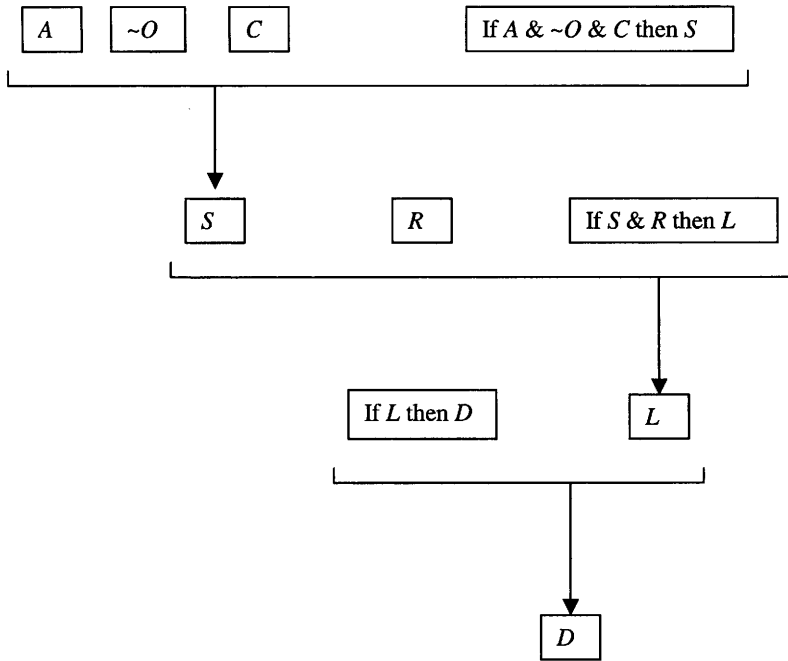 A ~O C If A & ~O & C then S
S R If S & R then L
If L then D L
D